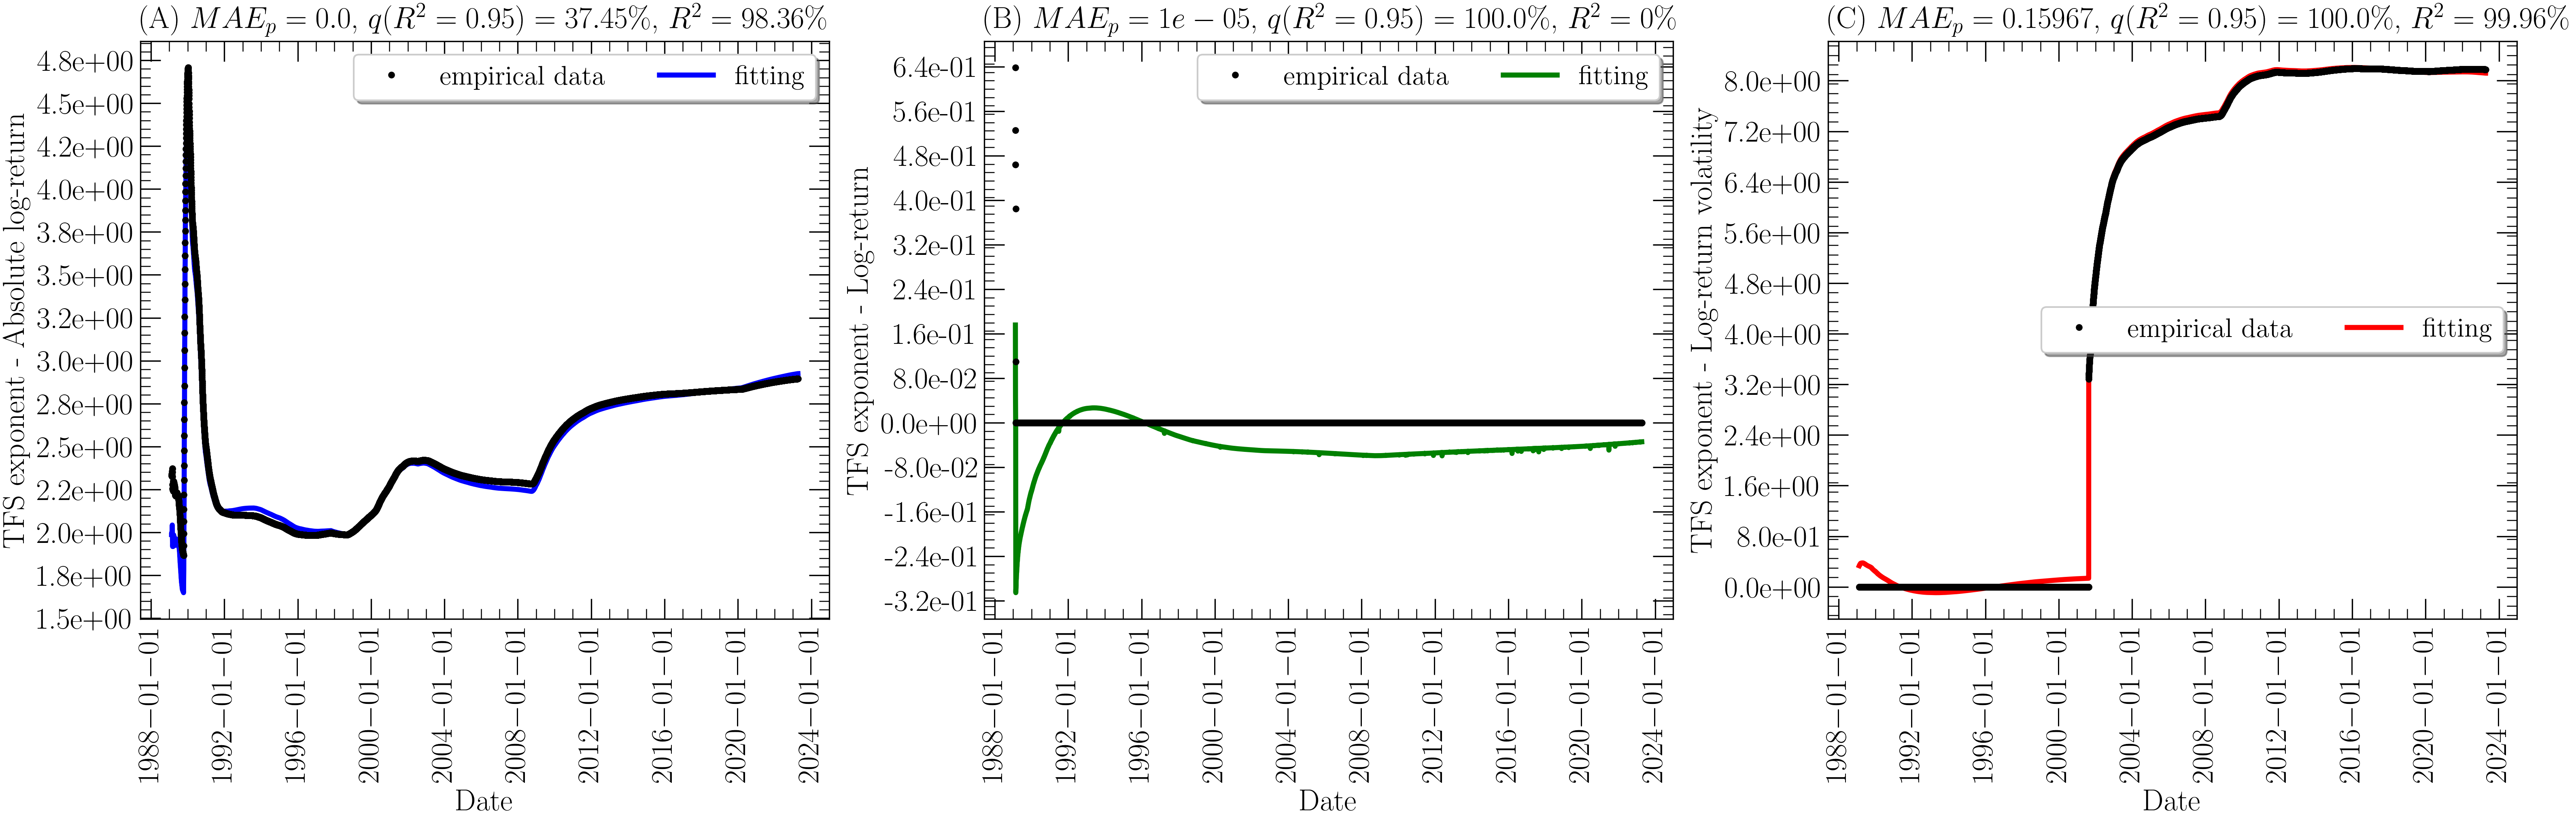 (A) MAE_p = 0.0, q(R² = 0.95) = 37.45%, R² = 98.36%
TFS exponent - Absolute log-return
4.8e+00
4.5e+00
4.2e+00
4.0e+00
3.8e+00
3.5e+00
3.2e+00
3.0e+00
2.8e+00
2.5e+00
2.2e+00
2.0e+00
1.8e+00
1.5e+00
empirical data
fitting
1988−01−01
1992−01−01
1996−01−01
2000−01−01
2004−01−01
2008−01−01
2012−01−01
2016−01−01
2020−01−01
2024−01−01
Date
(B) MAE_p = 1e − 05, q(R² = 0.95) = 100.0%, R² = 0%
TFS exponent - Log-return
6.4e-01
5.6e-01
4.8e-01
4.0e-01
3.2e-01
2.4e-01
1.6e-01
8.0e-02
0.0e+00
-8.0e-02
-1.6e-01
-2.4e-01
-3.2e-01
empirical data
fitting
1988−01−01
1992−01−01
1996−01−01
2000−01−01
2004−01−01
2008−01−01
2012−01−01
2016−01−01
2020−01−01
2024−01−01
Date
(C) MAE_p = 0.15967, q(R² = 0.95) = 100.0%, R² = 99.96%
TFS exponent - Log-return volatility
8.0e+00
7.2e+00
6.4e+00
5.6e+00
4.8e+00
4.0e+00
3.2e+00
2.4e+00
1.6e+00
8.0e-01
0.0e+00
empirical data
fitting
1988−01−01
1992−01−01
1996−01−01
2000−01−01
2004−01−01
2008−01−01
2012−01−01
2016−01−01
2020−01−01
2024−01−01
Date